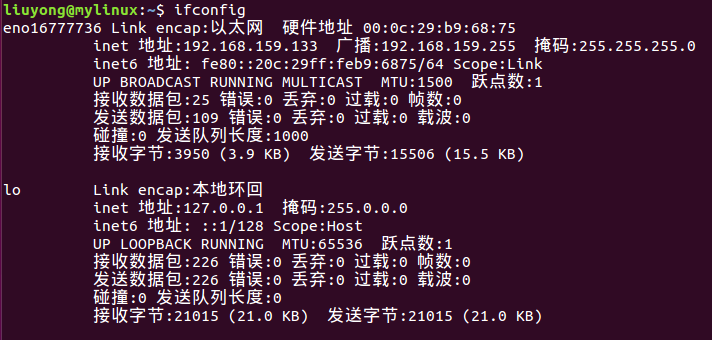 liuyong@mylinux:~$ ifconfig
eno16777736 Link encap:以太网  硬件地址 00:0c:29:b9:68:75
          inet 地址:192.168.159.133  广播:192.168.159.255  掩码:255.255.255.0
          inet6 地址: fe80::20c:29ff:feb9:6875/64 Scope:Link
          UP BROADCAST RUNNING MULTICAST  MTU:1500  跃点数:1
          接收数据包:25 错误:0 丢弃:0 过载:0 帧数:0
          发送数据包:109 错误:0 丢弃:0 过载:0 载波:0
          碰撞:0 发送队列长度:1000
          接收字节:3950 (3.9 KB)  发送字节:15506 (15.5 KB)

lo        Link encap:本地环回
          inet 地址:127.0.0.1  掩码:255.0.0.0
          inet6 地址: ::1/128 Scope:Host
          UP LOOPBACK RUNNING  MTU:65536  跃点数:1
          接收数据包:226 错误:0 丢弃:0 过载:0 帧数:0
          发送数据包:226 错误:0 丢弃:0 过载:0 载波:0
          碰撞:0 发送队列长度:0
          接收字节:21015 (21.0 KB)  发送字节:21015 (21.0 KB)